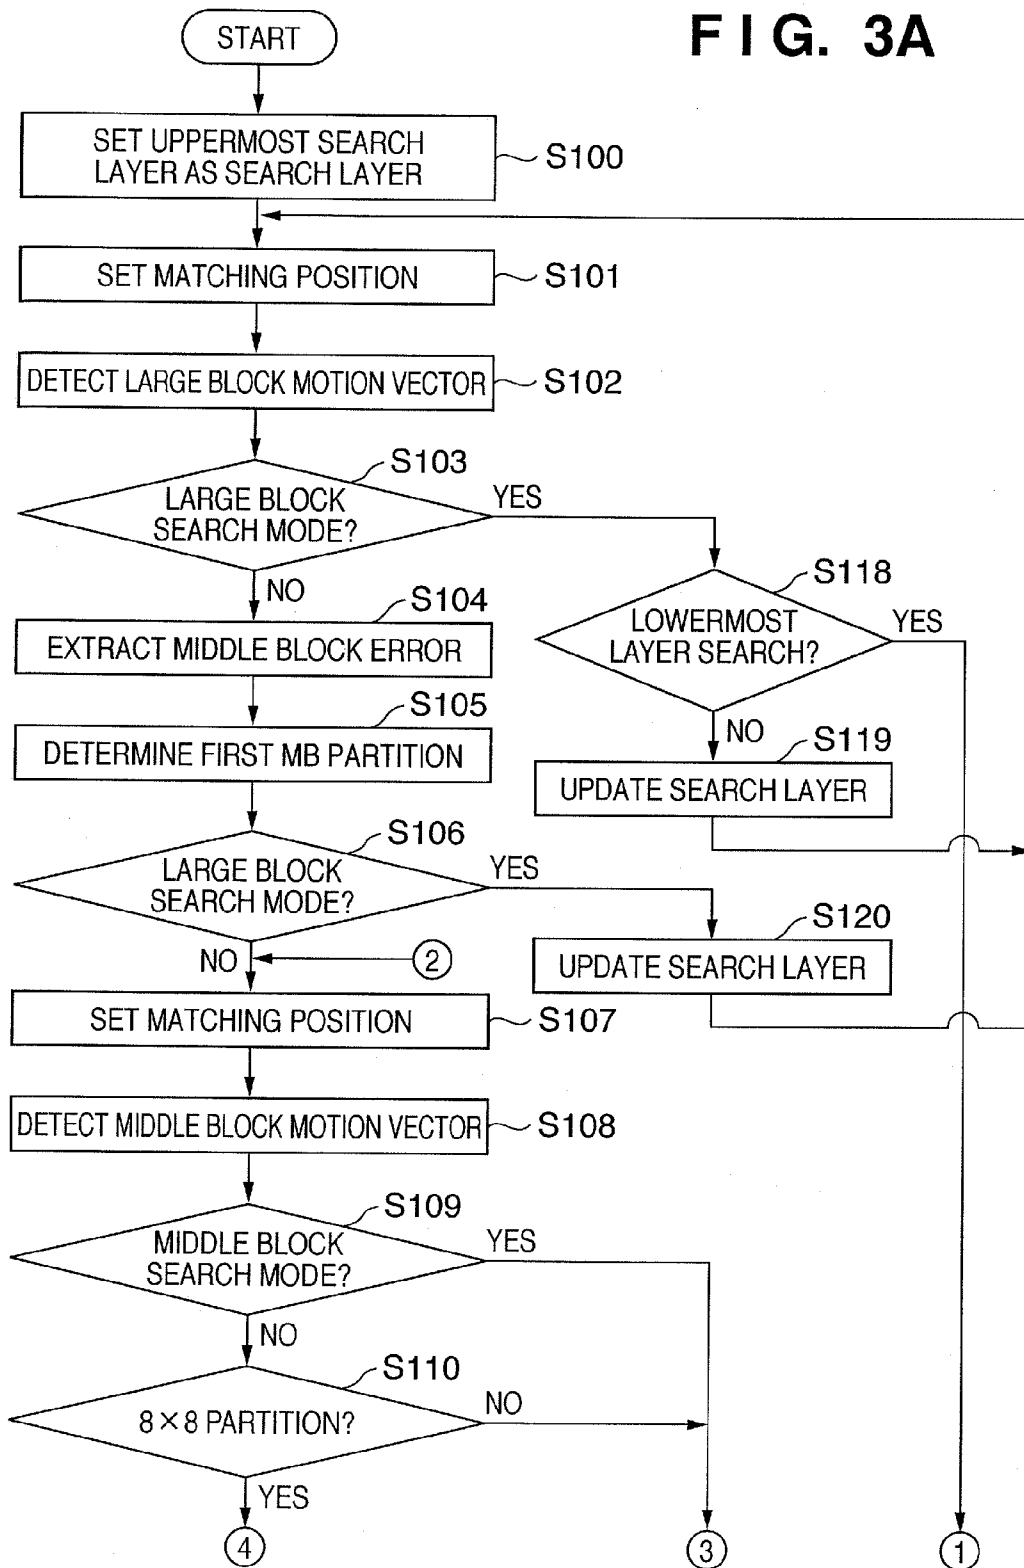 FIG. 3A
START
SET UPPERMOST SEARCH
LAYER AS SEARCH LAYER
S100
SET MATCHING POSITION
S101
DETECT LARGE BLOCK MOTION VECTOR
S102
S103
LARGE BLOCK
SEARCH MODE?
YES
NO
S104
EXTRACT MIDDLE BLOCK ERROR
S118
LOWERMOST
LAYER SEARCH?
YES
NO
S105
DETERMINE FIRST MB PARTITION
S119
UPDATE SEARCH LAYER
S106
LARGE BLOCK
SEARCH MODE?
YES
NO
2
S120
UPDATE SEARCH LAYER
SET MATCHING POSITION
S107
DETECT MIDDLE BLOCK MOTION VECTOR
S108
S109
MIDDLE BLOCK
SEARCH MODE?
YES
NO
S110
8×8 PARTITION?
NO
YES
4
3
1